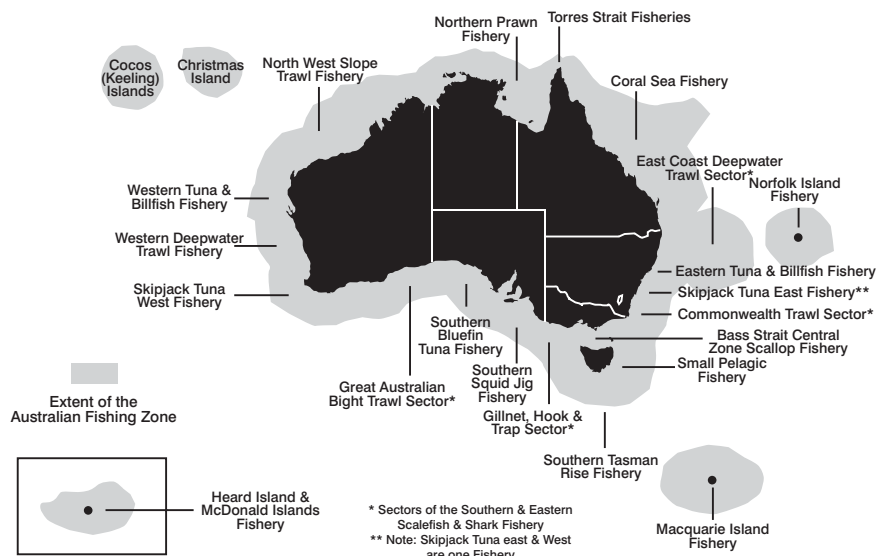 Northern Prawn
Fishery
Torres Strait Fisheries
Cocos
(Keeling)
Islands
Christmas
Island
North West Slope
Trawl Fishery
Coral Sea Fishery
East Coast Deepwater
Trawl Sector*
Norfolk Island
Fishery
Western Tuna &
Billfish Fishery
Western Deepwater
Trawl Fishery
Skipjack Tuna
West Fishery
Eastern Tuna & Billfish Fishery
Skipjack Tuna East Fishery**
Commonwealth Trawl Sector*
Bass Strait Central
Zone Scallop Fishery
Small Pelagic
Fishery
Southern
Bluefin
Tuna Fishery
Southern
Squid Jig
Fishery
Great Australian
Bight Trawl Sector*
Gillnet, Hook &
Trap Sector*
Southern Tasman
Rise Fishery
Extent of the
Australian Fishing Zone
Heard Island &
McDonald Islands
Fishery
* Sectors of the Southern & Eastern
Scalefish & Shark Fishery
** Note: Skipjack Tuna east & West
are one Fishery
Macquarie Island
Fishery